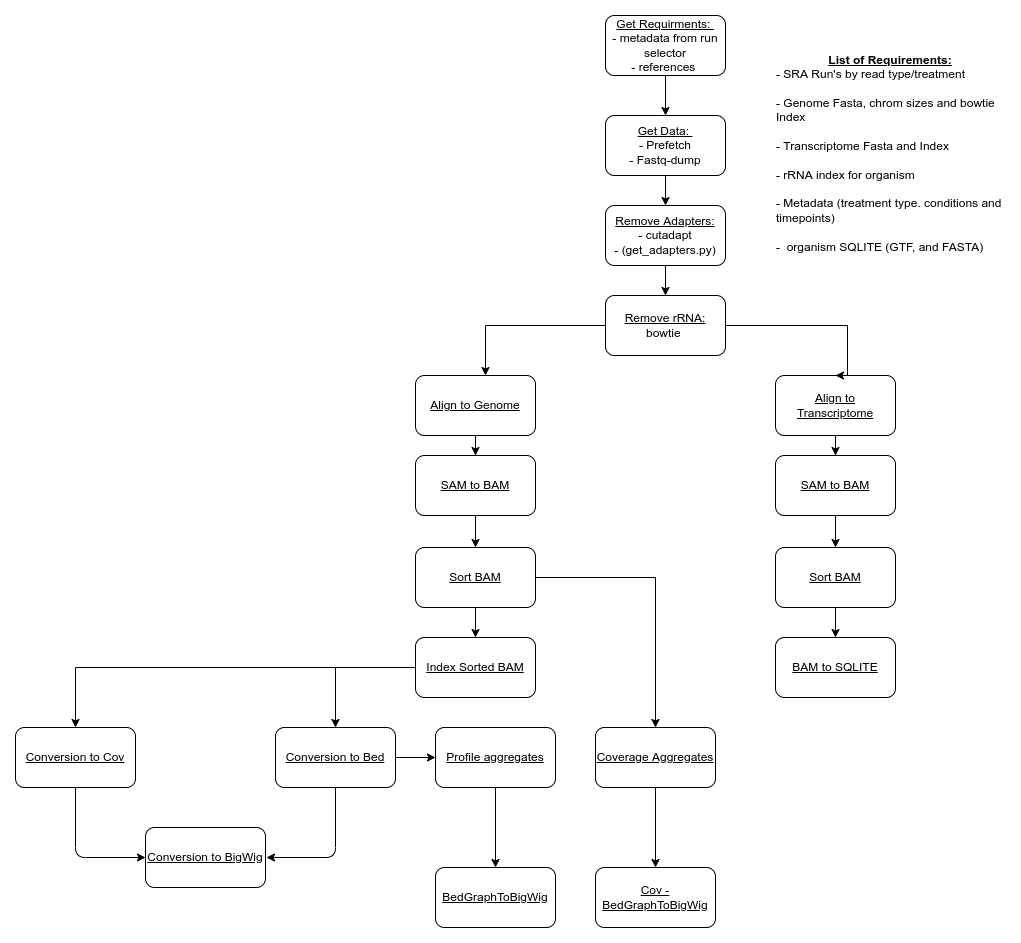 Get Requirments:
- metadata from run
selector
- references
List of Requirements:
- SRA Run's by read type/treatment
- Genome Fasta, chrom sizes and bowtie
Index
- Transcriptome Fasta and Index
- rRNA index for organism
- Metadata (treatment type. conditions and
timepoints)
- organism SQLITE (GTF, and FASTA)
Get Data:
- Prefetch
- Fastq-dump
Remove Adapters:
- cutadapt
- (get_adapters.py)
Remove rRNA:
bowtie
Align to Genome
Align to
Transcriptome
SAM to BAM
SAM to BAM
Sort BAM
Sort BAM
Index Sorted BAM
BAM to SQLITE
Conversion to Cov
Conversion to Bed
Profile aggregates
Coverage Aggregates
Conversion to BigWig
BedGraphToBigWig
Cov -
BedGraphToBigWig